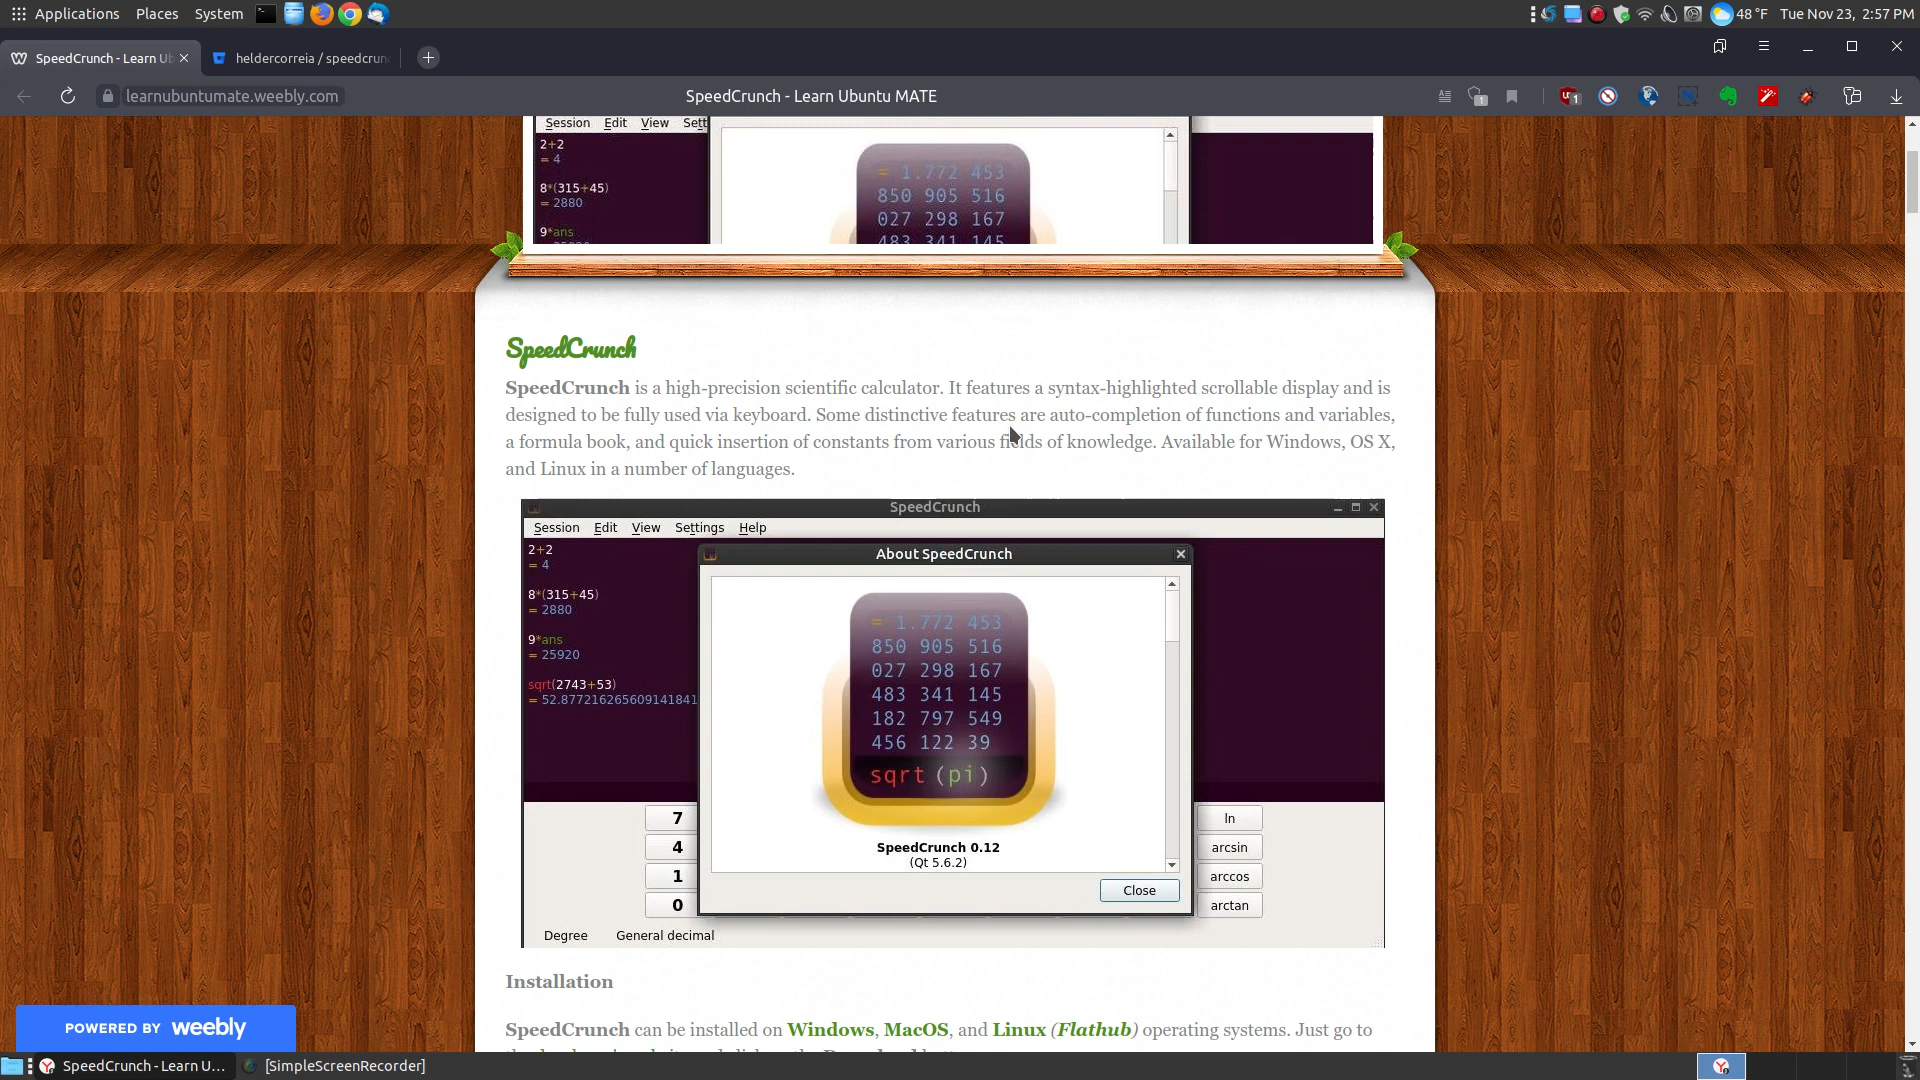 Applications Places System 48 °F Tue Nov 23, 2:57 PM
SpeedCrunch - Learn Ub heldercorreia / speedcrun
learnubuntumate.weebly.com SpeedCrunch - Learn Ubuntu MATE
Session Edit View Sett
2+2
= 4
8*(315+45)
= 2880
9*ans
= 1.772 453
850 905 516
027 298 167
483 341 145
SpeedCrunch
SpeedCrunch is a high-precision scientific calculator. It features a syntax-highlighted scrollable display and is
designed to be fully used via keyboard. Some distinctive features are auto-completion of functions and variables,
a formula book, and quick insertion of constants from various fields of knowledge. Available for Windows, OS X,
and Linux in a number of languages.
SpeedCrunch
Session Edit View Settings Help
2+2
= 4
8*(315+45)
= 2880
9*ans
= 25920
sqrt(2743+53)
= 52.877216265609141841
About SpeedCrunch
= 1.772 453
850 905 516
027 298 167
483 341 145
182 797 549
456 122 39
sqrt (pi)
SpeedCrunch 0.12
(Qt 5.6.2)
Close
7 ln
4 arcsin
1 arccos
0 arctan
Degree General decimal
Installation
SpeedCrunch can be installed on Windows, MacOS, and Linux (Flathub) operating systems. Just go to
POWERED BY weebly
SpeedCrunch - Learn U... [SimpleScreenRecorder]